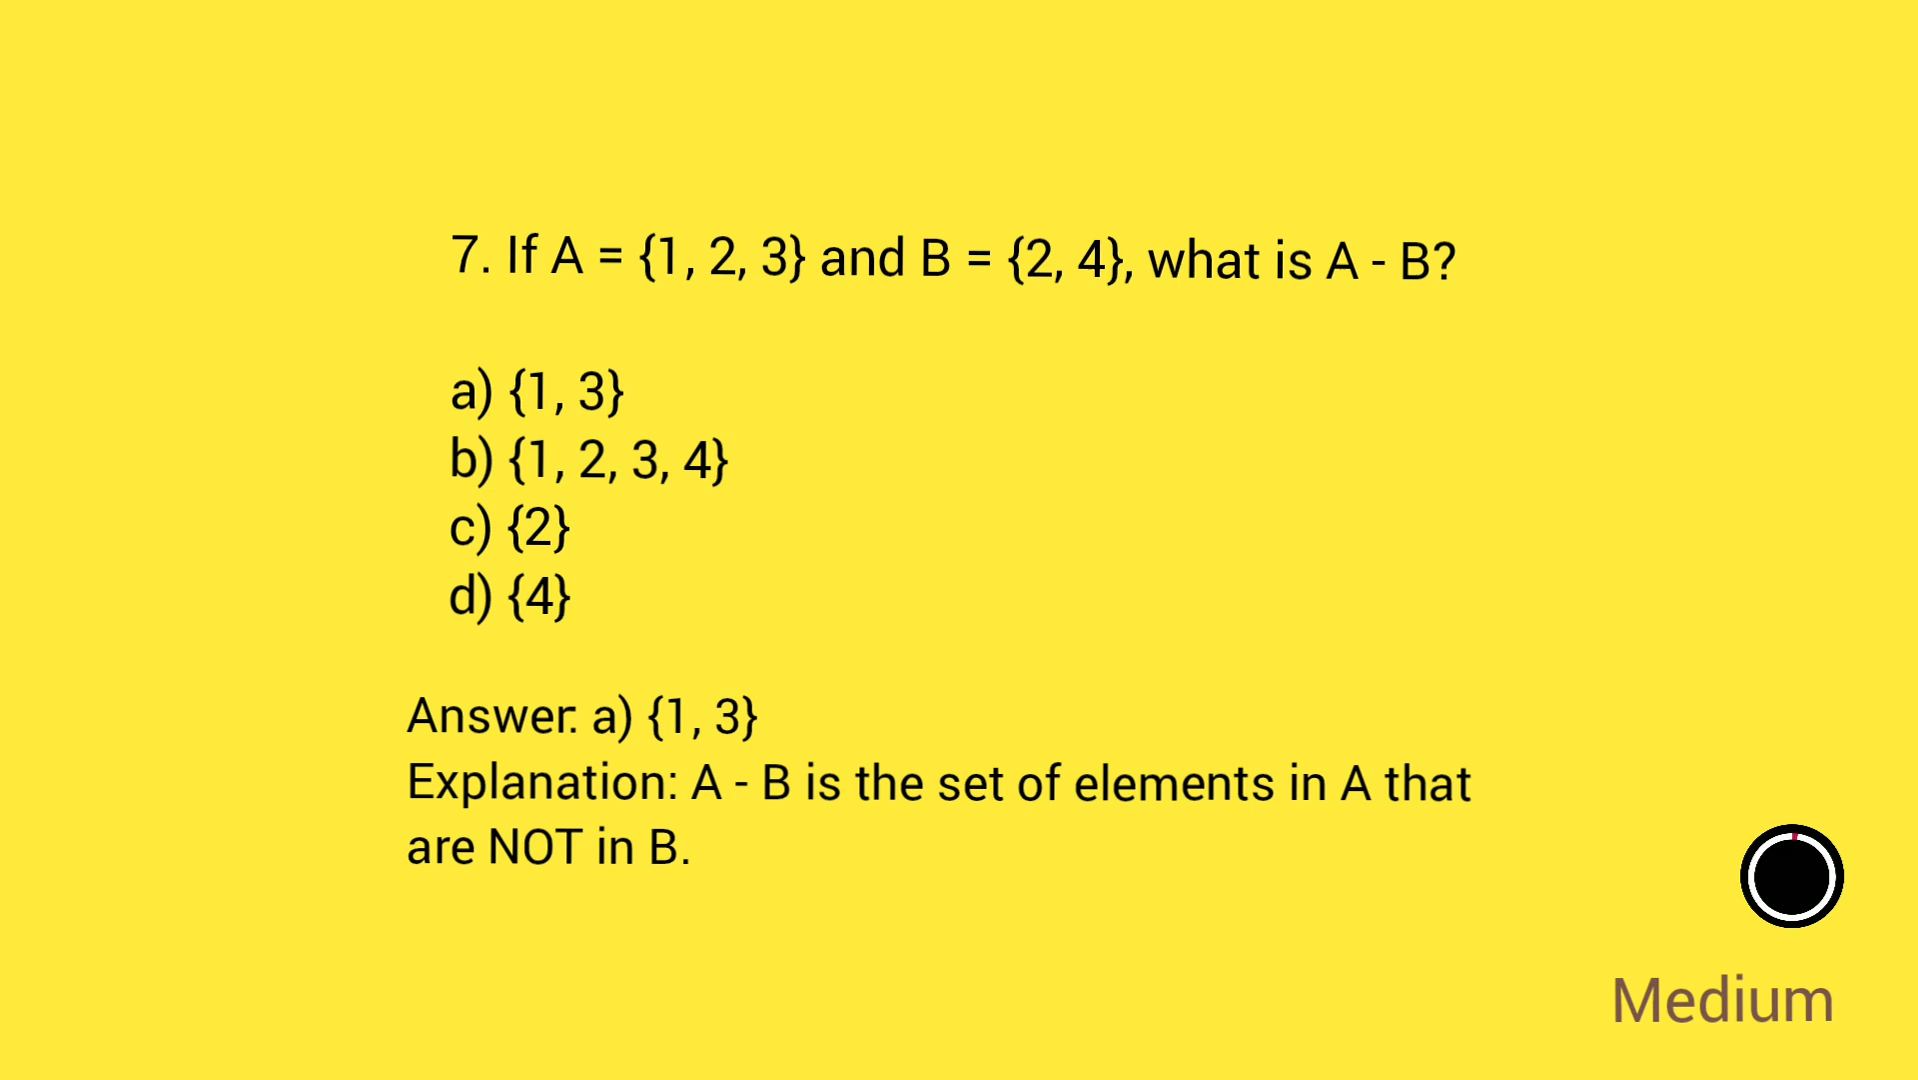 7. If A = {1, 2, 3} and B = {2, 4}, what is A - B?
a) {1, 3}
b) {1, 2, 3, 4}
c) {2}
d) {4}
Answer: a) {1, 3}
Explanation: A - B is the set of elements in A that
are NOT in B.
Medium